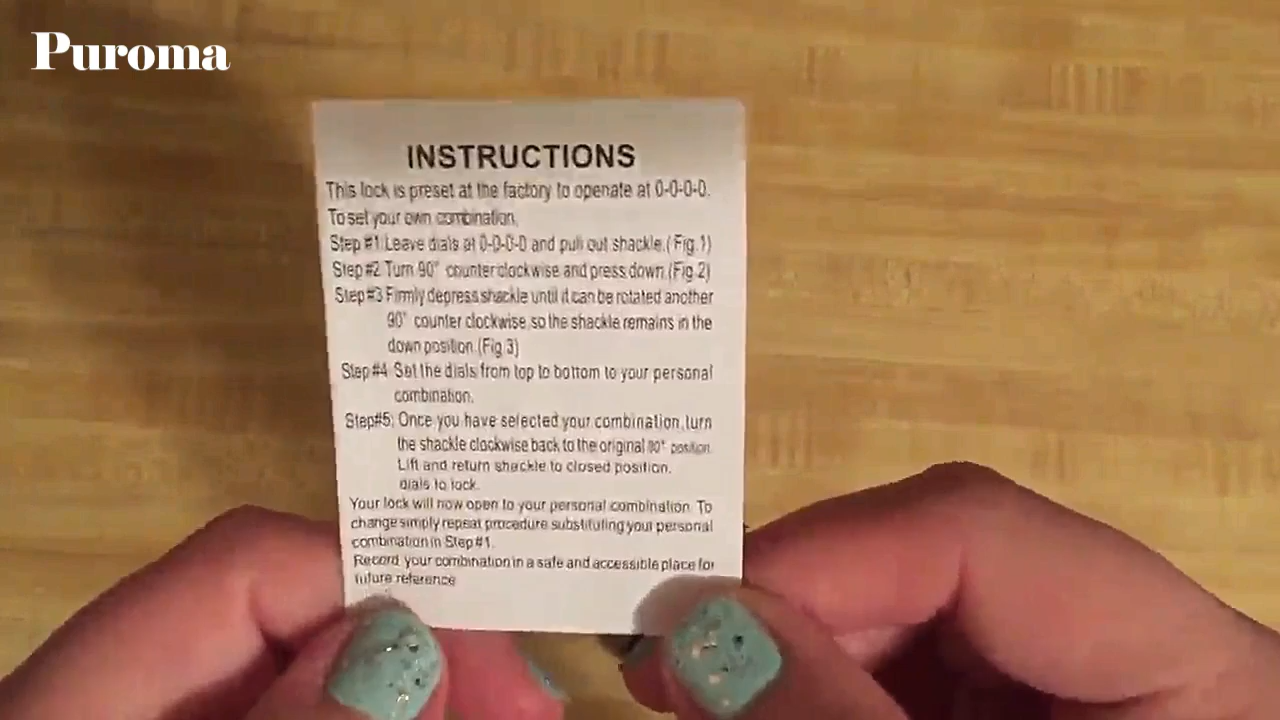 Puroma
INSTRUCTIONS
This lock is preset at the factory to openate at 0-0-0-0.
To set your own combination.
Step #1 Leave dials at 0-0-0-0 and pull out shackle.(Fig.1)
Step #2 Turn 90° counter clockwise and press down.(Fig.2)
Step #3 Firmly depress shackle until it can be rotated another
90° counter clockwise so the shackle remains in the
down position.(Fig.3)
Step #4 Set the dials from top to bottom to your personal
combination.
Step#5: Once you have selected your combination, turn
the shackle clockwise back to the original position.
Lift and return shackle to closed position.
dials to lock.
Your lock will now open to your personal combination. To
change simply repeat procedure substituting your personal
combination in Step #1.
Record your combination in a safe and accessible place for
future reference